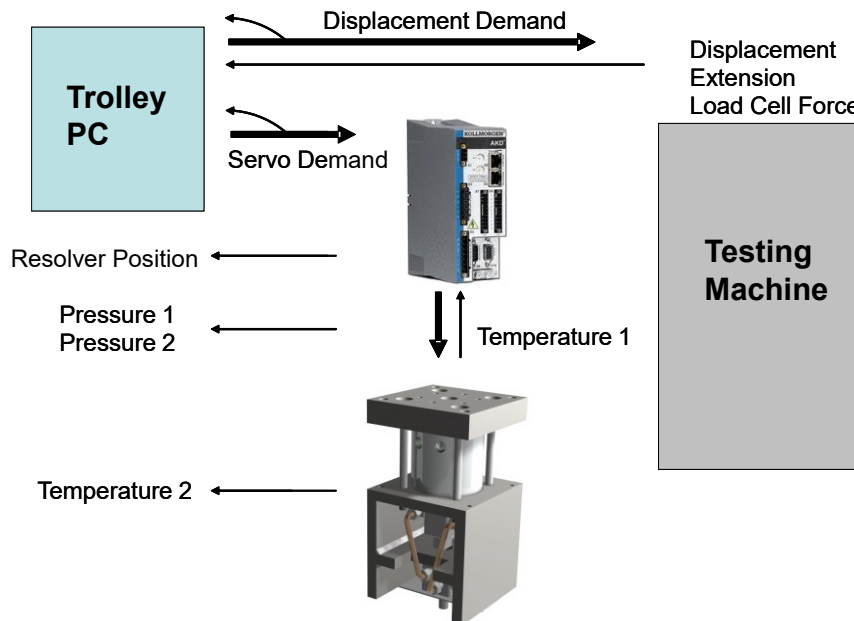 Displacement Demand
Displacement
Extension
Load Cell Force
Trolley
PC
Servo Demand
KOLLMORGEN
AKD
Resolver Position
Testing
Machine
Pressure 1
Pressure 2
Temperature 1
Temperature 2